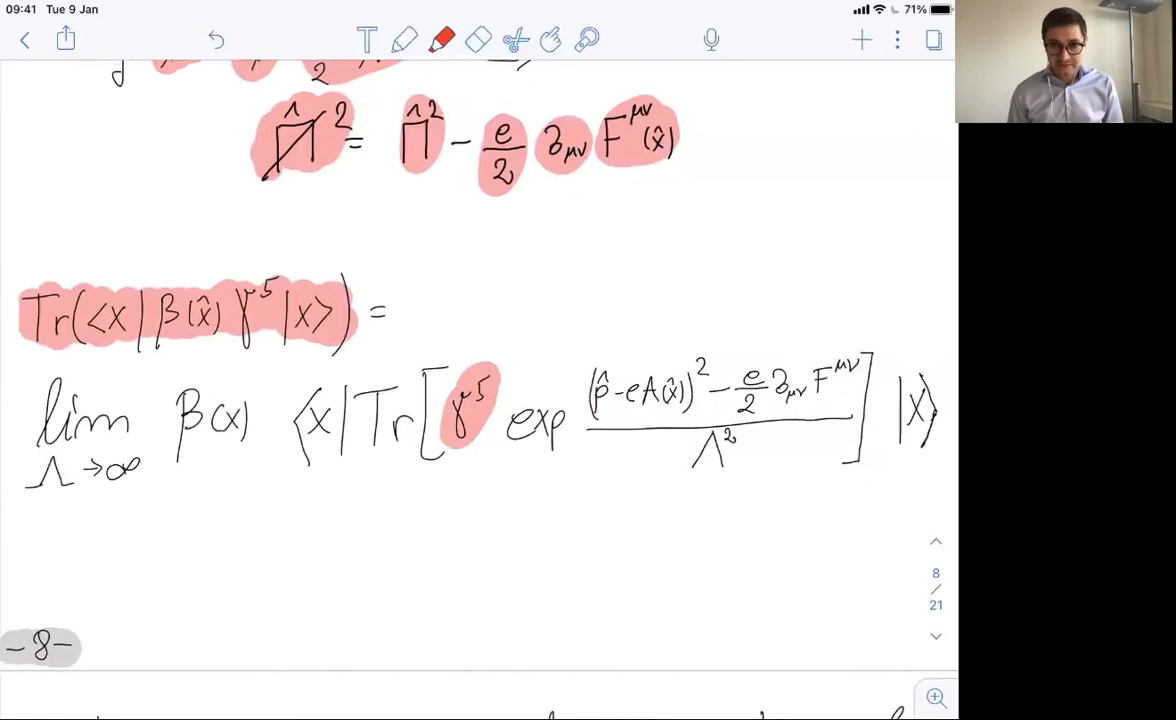 09:41 Tue 9 Jan 71%
2
Π̸̂² = Π̂² - e/2 σ_μν F^μν(x̂)
Tr(<x|β(x̂)γ⁵|x>) =
lim Λ→∞ β(x) ⟨x|Tr[γ⁵ exp ((p̂-eA(x̂))² - e/2 σ_μν F^μν)/Λ²]|x⟩
8
/
21
-8-